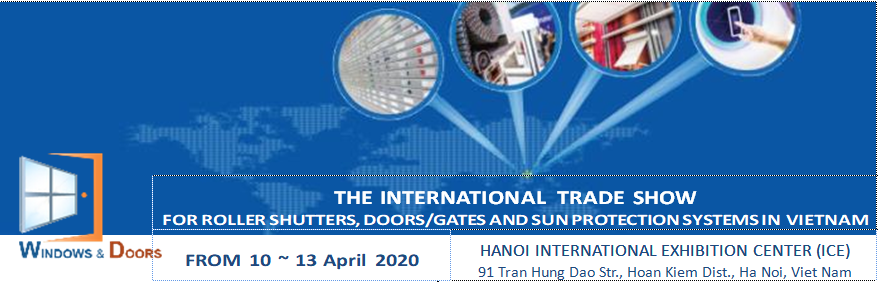 THE INTERNATIONAL TRADE SHOW
FOR ROLLER SHUTTERS, DOORS/GATES AND SUN PROTECTION SYSTEMS IN VIETNAM
WINDOWS & DOORS
FROM 10 ~ 13 April 2020
HANOI INTERNATIONAL EXHIBITION CENTER (ICE)
91 Tran Hung Dao Str., Hoan Kiem Dist., Ha Noi, Viet Nam